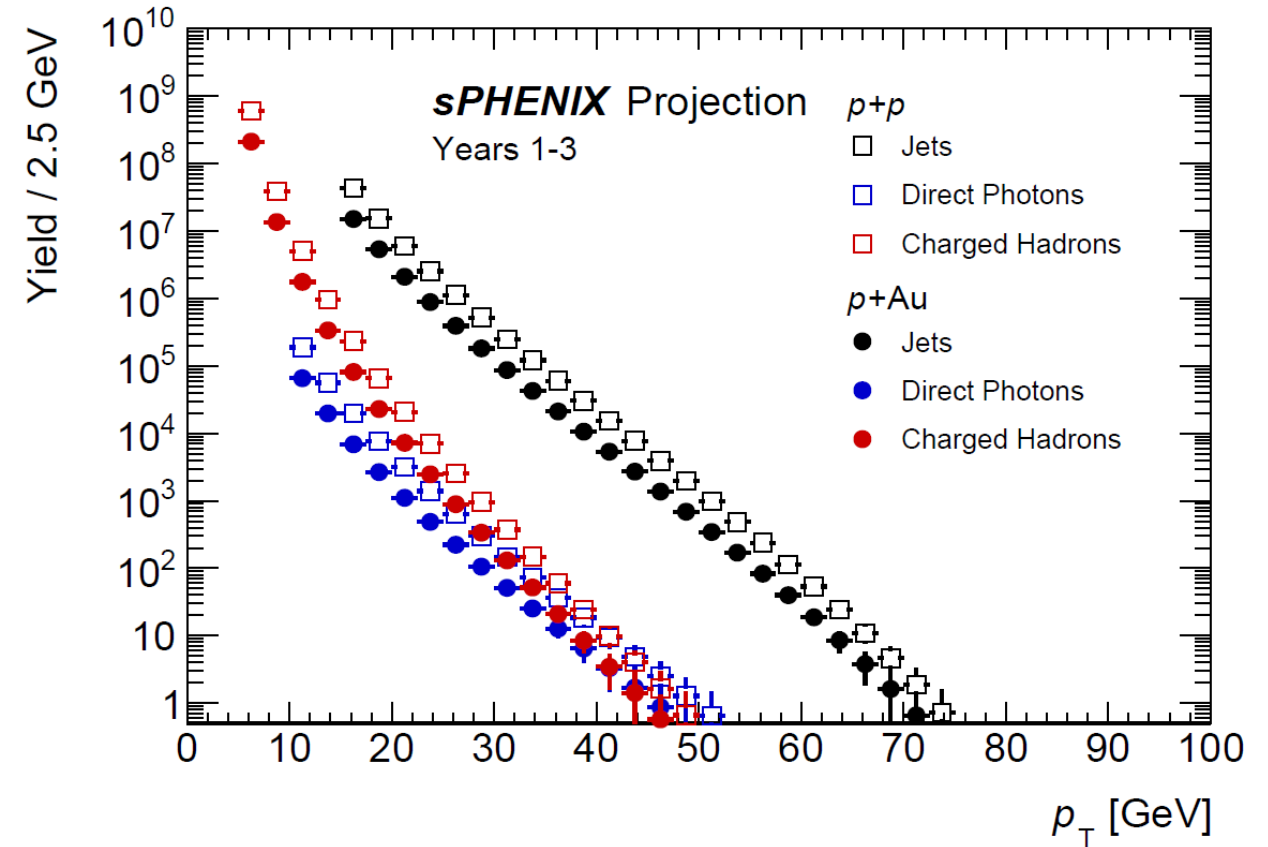 Yield / 2.5 GeV
10^10
10^9
10^8
10^7
10^6
10^5
10^4
10^3
10^2
10
1
sPHENIX Projection
Years 1-3
p+p
Jets
Direct Photons
Charged Hadrons
p+Au
Jets
Direct Photons
Charged Hadrons
0 10 20 30 40 50 60 70 80 90 100
p_T [GeV]